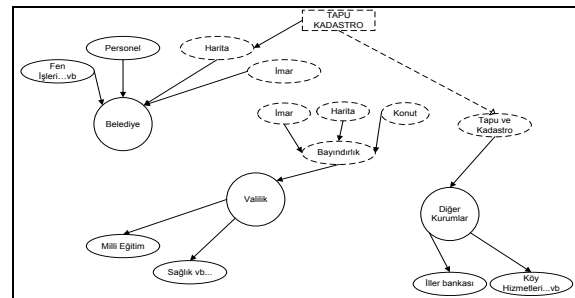 TAPU
KADASTRO
Personel
Harita
Fen
İşleri...vb
İmar
Belediye
İmar
Harita
Konut
Tapu ve
Kadastro
Bayındırlık
Valilik
Diğer
Kurumlar
Milli Eğitim
Sağlık vb...
İller bankası
Köy
Hizmetleri...vb